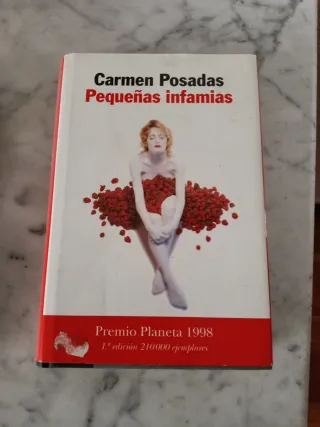 Carmen Posadas
Pequeñas infamias
Premio Planeta 1998
1.ª edición 210 000 ejemplares